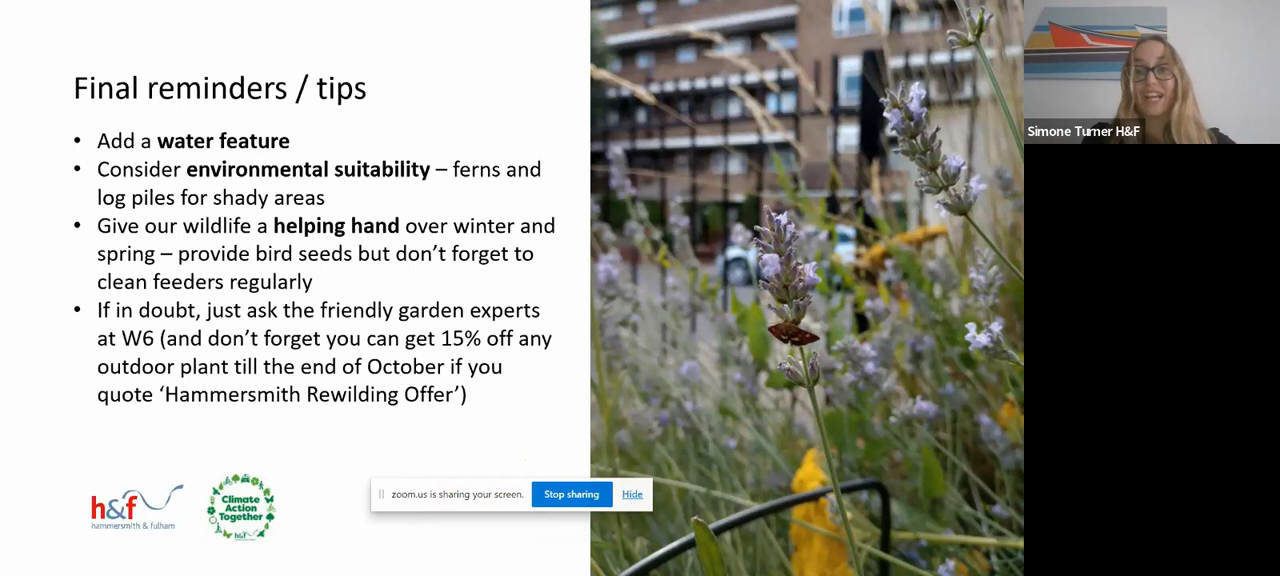 Final reminders / tips
• Add a water feature
• Consider environmental suitability – ferns and
log piles for shady areas
• Give our wildlife a helping hand over winter and
spring – provide bird seeds but don’t forget to
clean feeders regularly
• If in doubt, just ask the friendly garden experts
at W6 (and don’t forget you can get 15% off any
outdoor plant till the end of October if you
quote ‘Hammersmith Rewilding Offer’)
Simone Turner H&F
h&f
hammersmith & fulham
Climate
Action
Together
h&f
zoom.us is sharing your screen.
Stop sharing
Hide